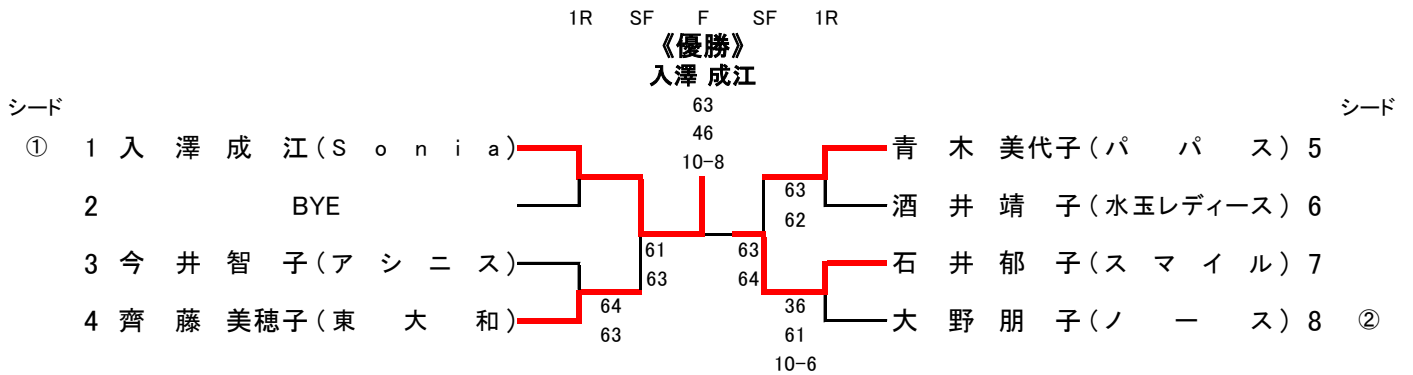 1R SF F SF 1R
《優勝》
入澤 成江
シード シード
63
46
10-8
① 1 入澤成江(Sonia) 青木美代子(パパス) 5
63
2 BYE 酒井靖子(水玉レディース) 6
62
61 63
3 今井智子(アシニス) 石井郁子(スマイル) 7
63 64
64 36
4 齊藤美穂子(東大和) 大野朋子(ノース) 8 ②
63 61
10-6